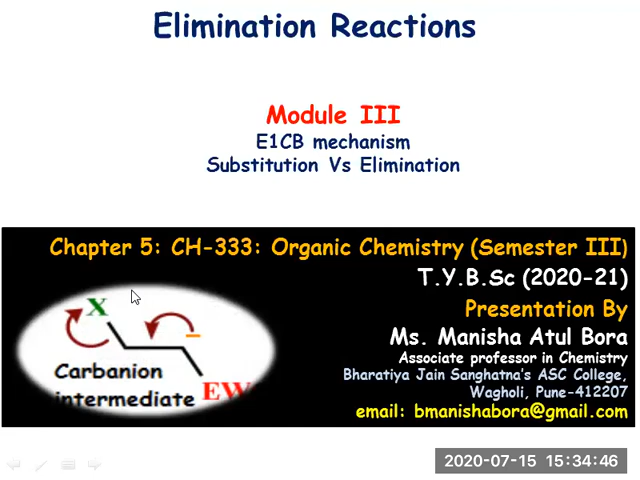 Elimination Reactions
Module III
E1CB mechanism
Substitution Vs Elimination
Chapter 5: CH-333: Organic Chemistry (Semester III)
T.Y.B.Sc (2020-21)
Presentation By
Ms. Manisha Atul Bora
Associate professor in Chemistry
Bharatiya Jain Sanghatna's ASC College,
Wagholi, Pune-412207
email: bmanishabora@gmail.com
X
Carbanion
intermediate
EW
2020-07-15 15:34:46